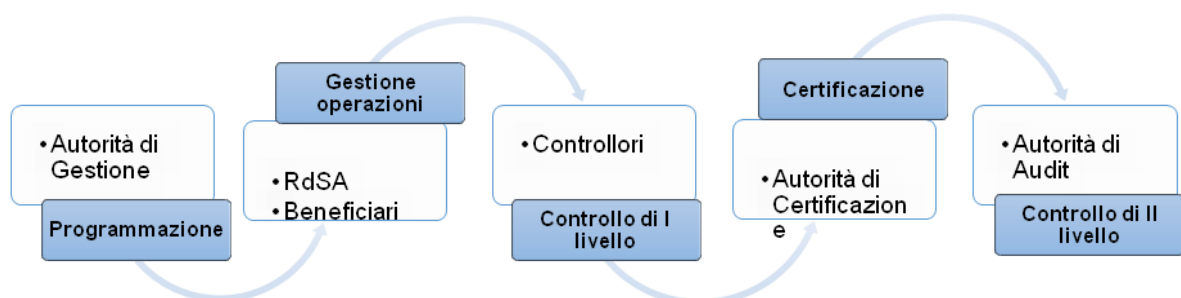 • Autorità di
Gestione
Programmazione
Gestione
operazioni
• RdSA
• Beneficiari
• Controllori
Controllo di I
livello
Certificazione
• Autorità di
Certificazion
e
• Autorità di
Audit
Controllo di II
livello